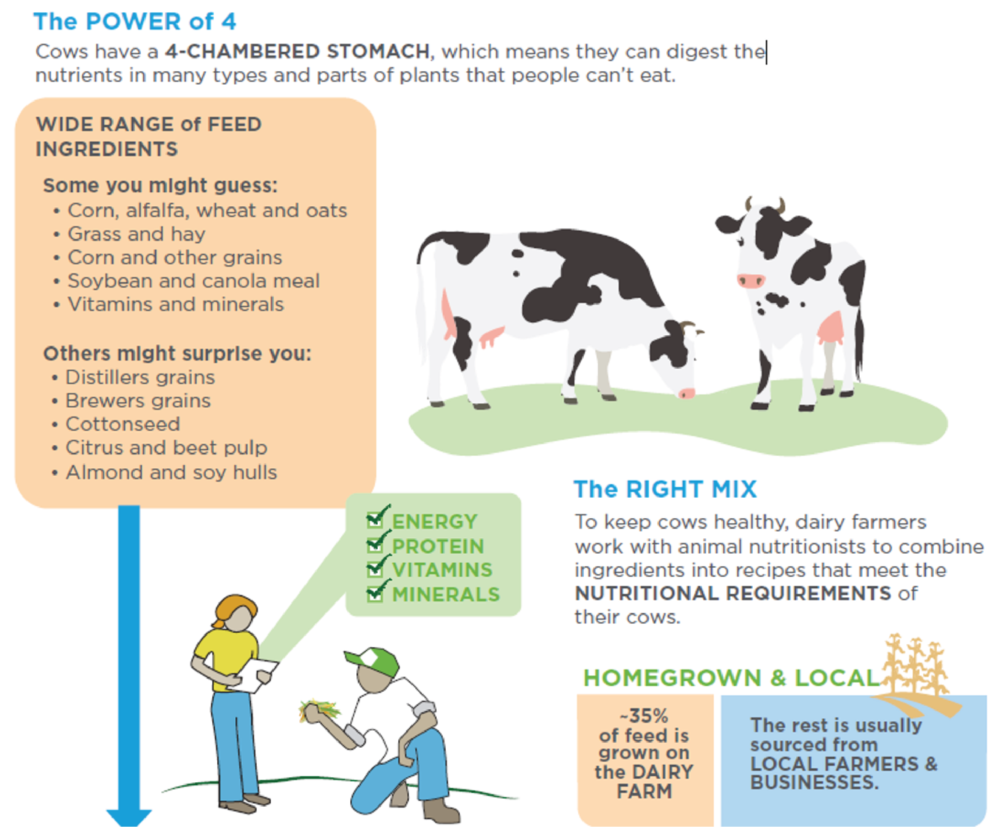 The POWER of 4
Cows have a 4-CHAMBERED STOMACH, which means they can digest the
nutrients in many types and parts of plants that people can't eat.
WIDE RANGE of FEED
INGREDIENTS
Some you might guess:
• Corn, alfalfa, wheat and oats
• Grass and hay
• Corn and other grains
• Soybean and canola meal
• Vitamins and minerals
Others might surprise you:
• Distillers grains
• Brewers grains
• Cottonseed
• Citrus and beet pulp
• Almond and soy hulls
ENERGY
PROTEIN
VITAMINS
MINERALS
The RIGHT MIX
To keep cows healthy, dairy farmers
work with animal nutritionists to combine
ingredients into recipes that meet the
NUTRITIONAL REQUIREMENTS of
their cows.
HOMEGROWN & LOCAL
~35%
of feed is
grown on
the DAIRY
FARM
The rest is usually
sourced from
LOCAL FARMERS &
BUSINESSES.